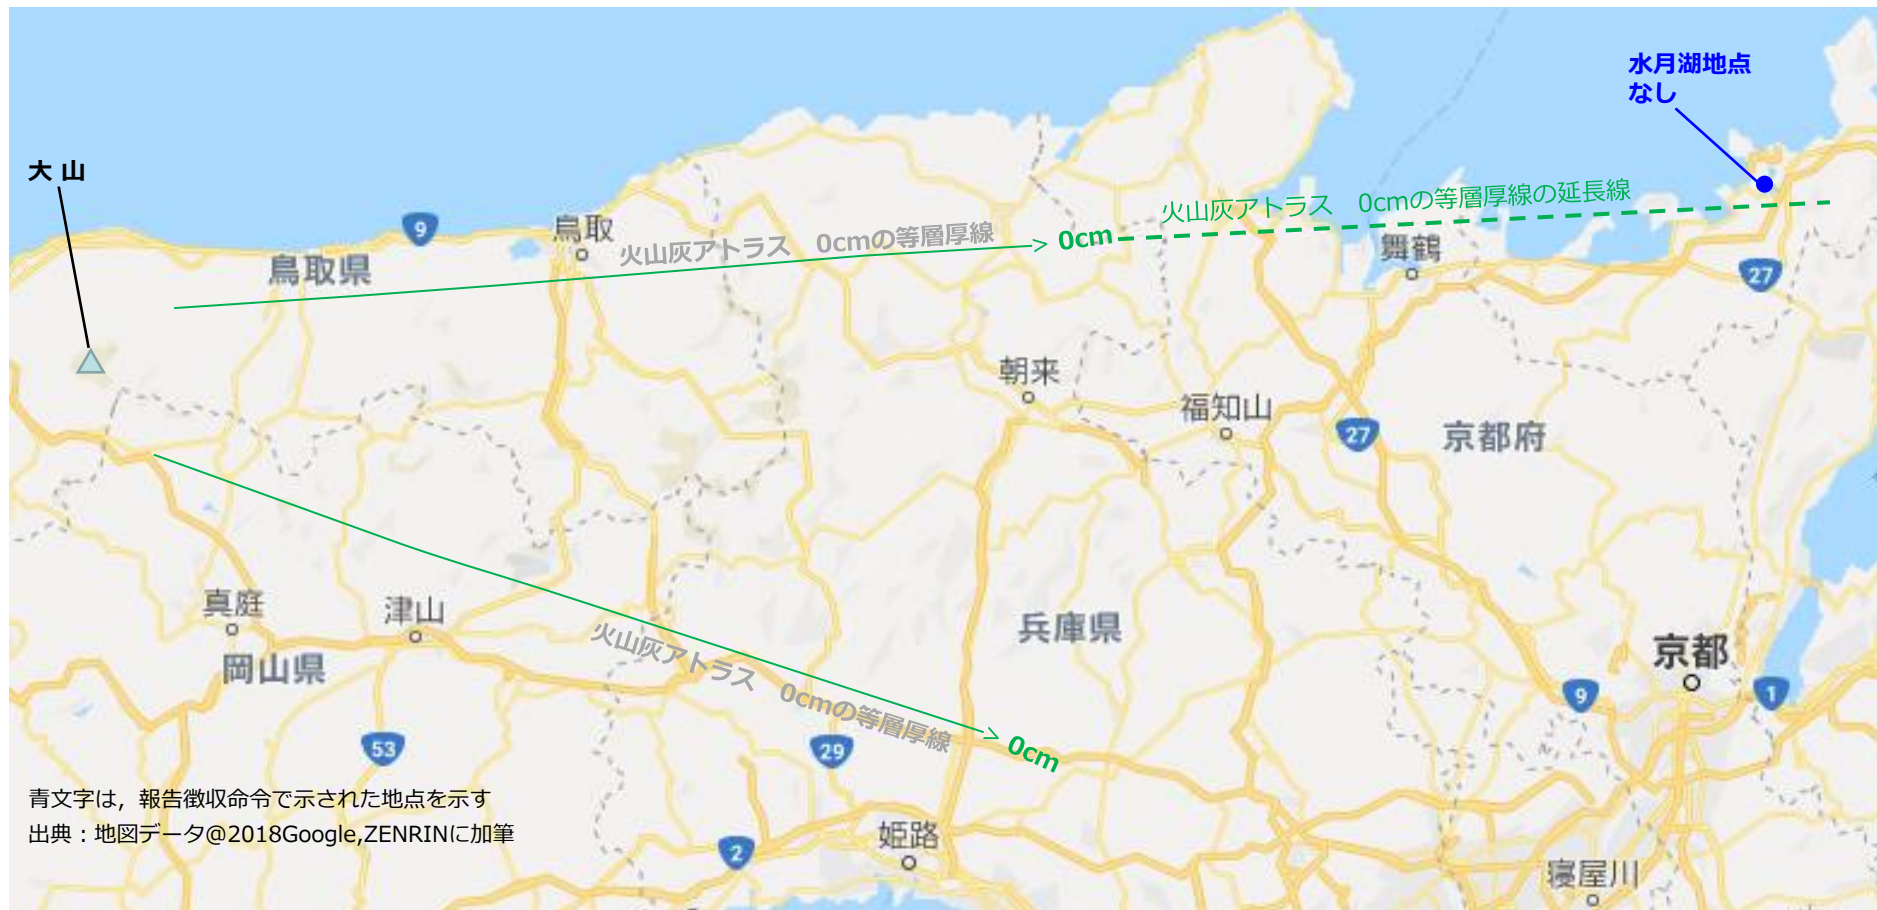 水月湖地点
なし
大 山
火山灰アトラス　0cmの等層厚線の延長線
9
鳥取
火山灰アトラス　0cmの等層厚線
0cm
舞鶴
鳥取県
27
朝来
福知山
27
京都府
真庭
津山
兵庫県
火山灰アトラス　0cmの等層厚線
0cm
岡山県
京都
9
1
53
29
青文字は，報告徴収命令で示された地点を示す
出典：地図データ@2018Google,ZENRINに加筆
2
姫路
寝屋川